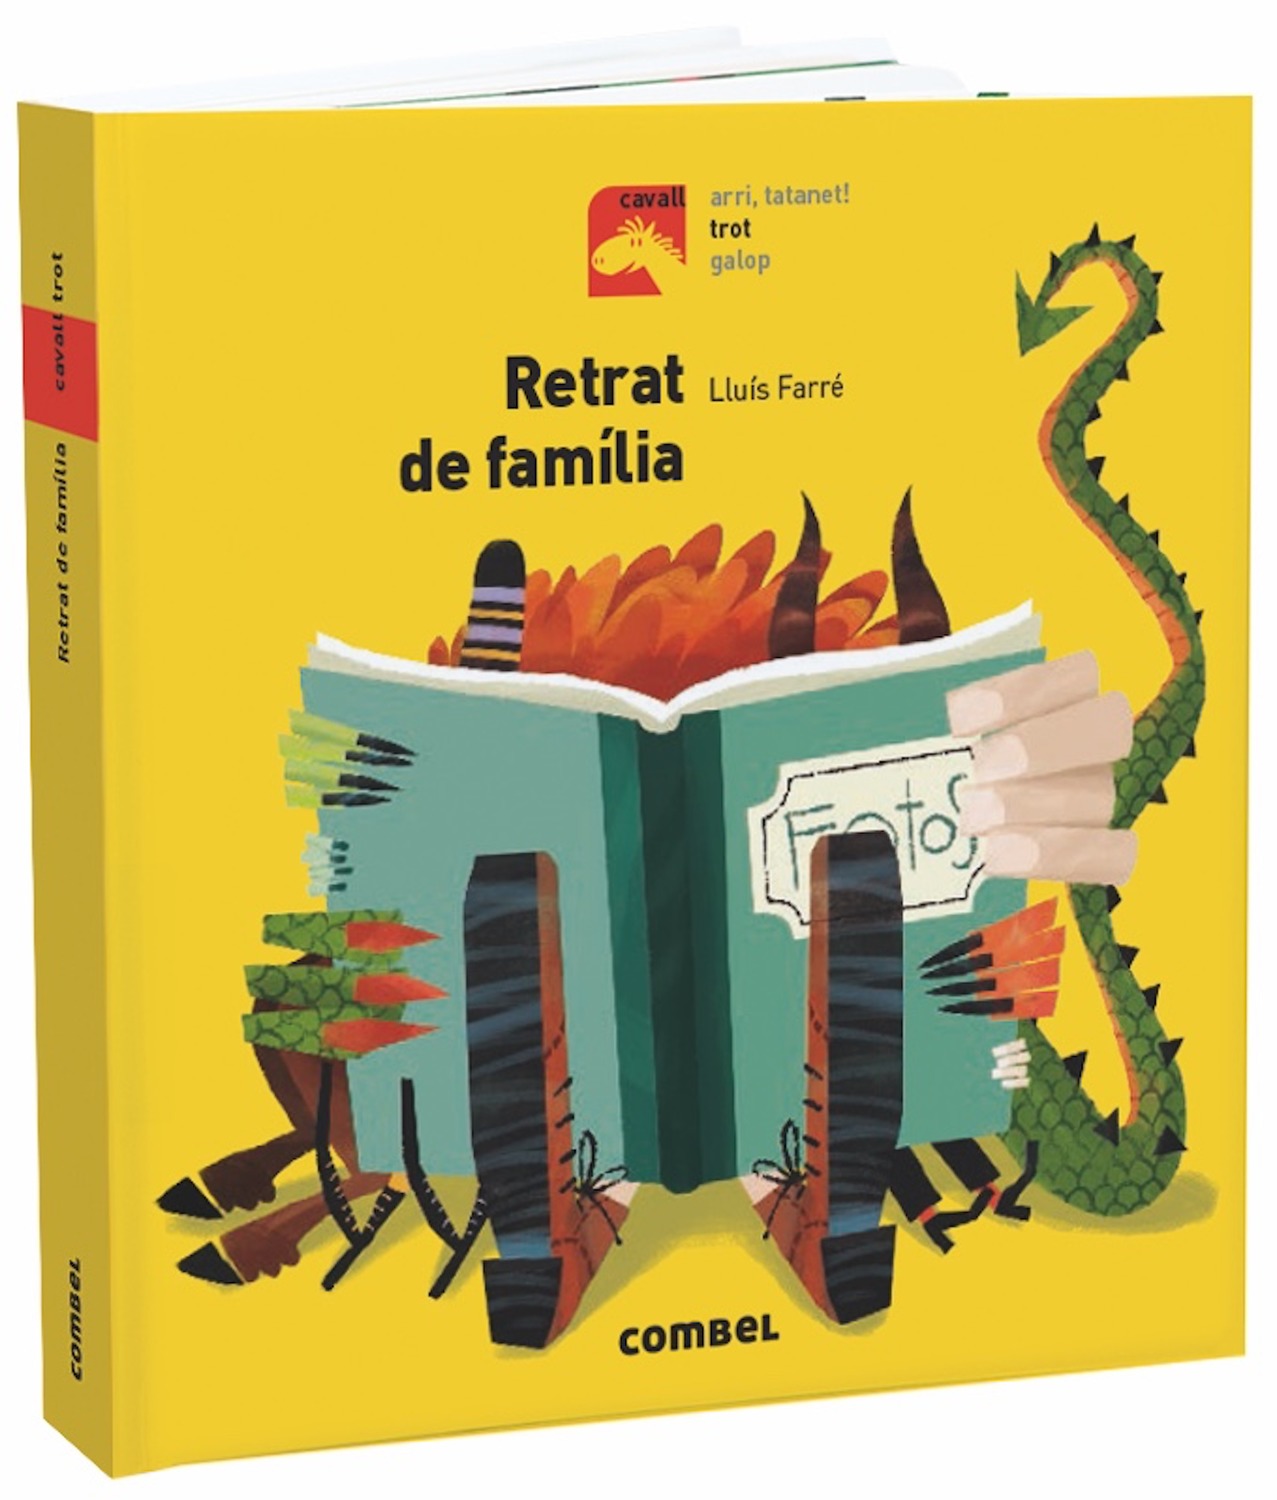 cavall
arri, tatanet!
trot
galop
Retrat
de família
Lluís Farré
Fotos
COMBEL
cavall trot
Retrat de família
COMBEL